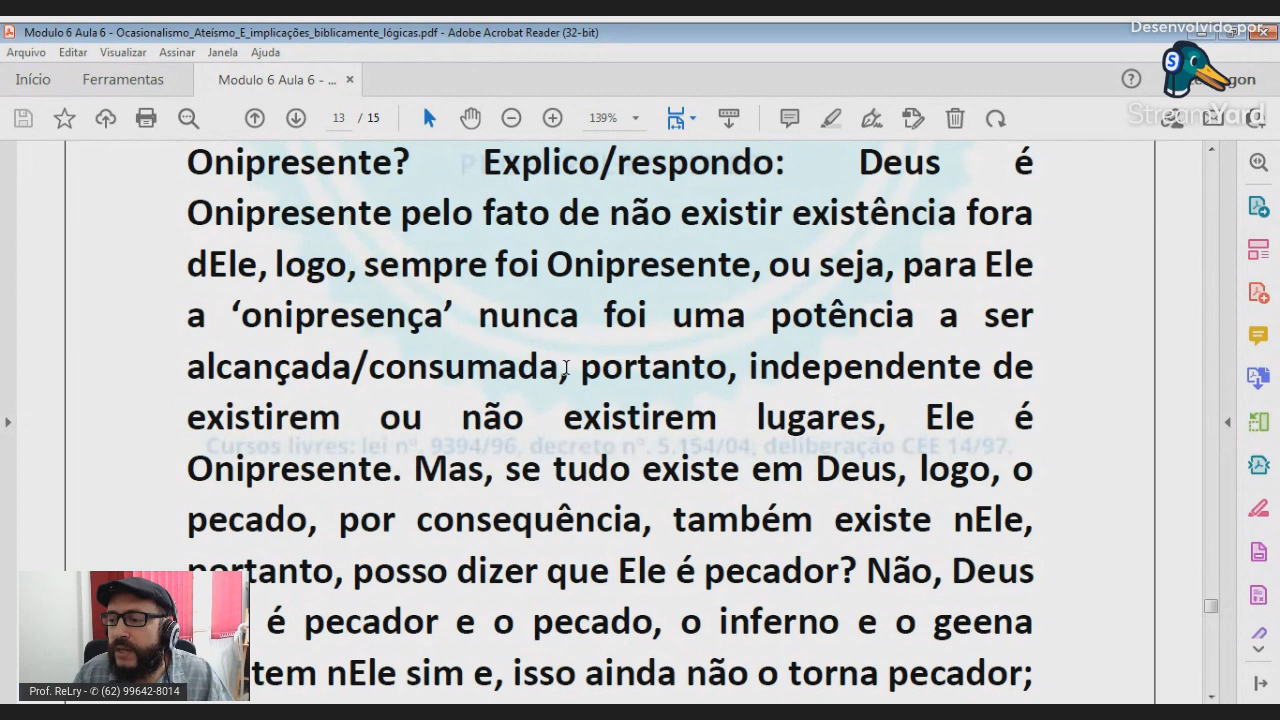 Modulo 6 Aula 6 - Ocasionalismo_Ateísmo_E_implicações_biblicamente_lógicas.pdf - Adobe Acrobat Reader (32-bit)
Desenvolvido por
Arquivo Editar Visualizar Assinar Janela Ajuda
Início Ferramentas Modulo 6 Aula 6 - ...
StreamYard
13 / 15 139%
Onipresente? Explico/respondo: Deus é
Onipresente pelo fato de não existir existência fora
dEle, logo, sempre foi Onipresente, ou seja, para Ele
a ‘onipresença’ nunca foi uma potência a ser
alcançada/consumada, portanto, independente de
existirem ou não existirem lugares, Ele é
Cursos livres: lei nº. 9394/96, decreto nº. 5.154/04, deliberação CEE 14/97.
Onipresente. Mas, se tudo existe em Deus, logo, o
pecado, por consequência, também existe nEle,
portanto, posso dizer que Ele é pecador? Não, Deus
é pecador e o pecado, o inferno e o geena
tem nEle sim e, isso ainda não o torna pecador;
Prof. ReLry - ✆ (62) 99642-8014